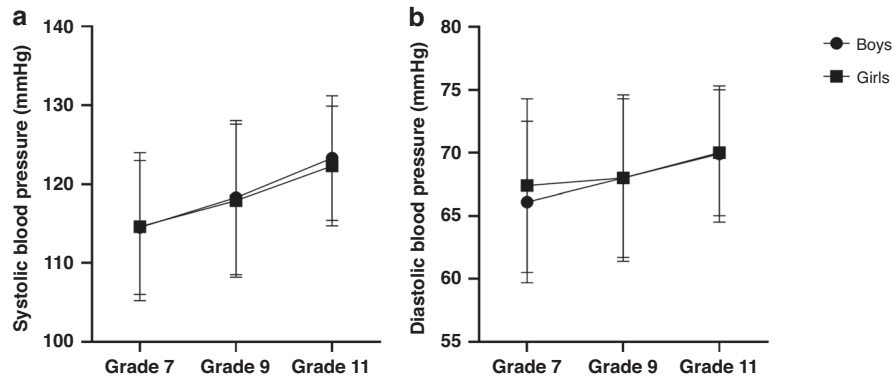 a
Systolic blood pressure (mmHg)
140
130
120
110
100
Grade 7 Grade 9 Grade 11
b
Diastolic blood pressure (mmHg)
80
75
70
65
60
55
Grade 7 Grade 9 Grade 11
Boys
Girls